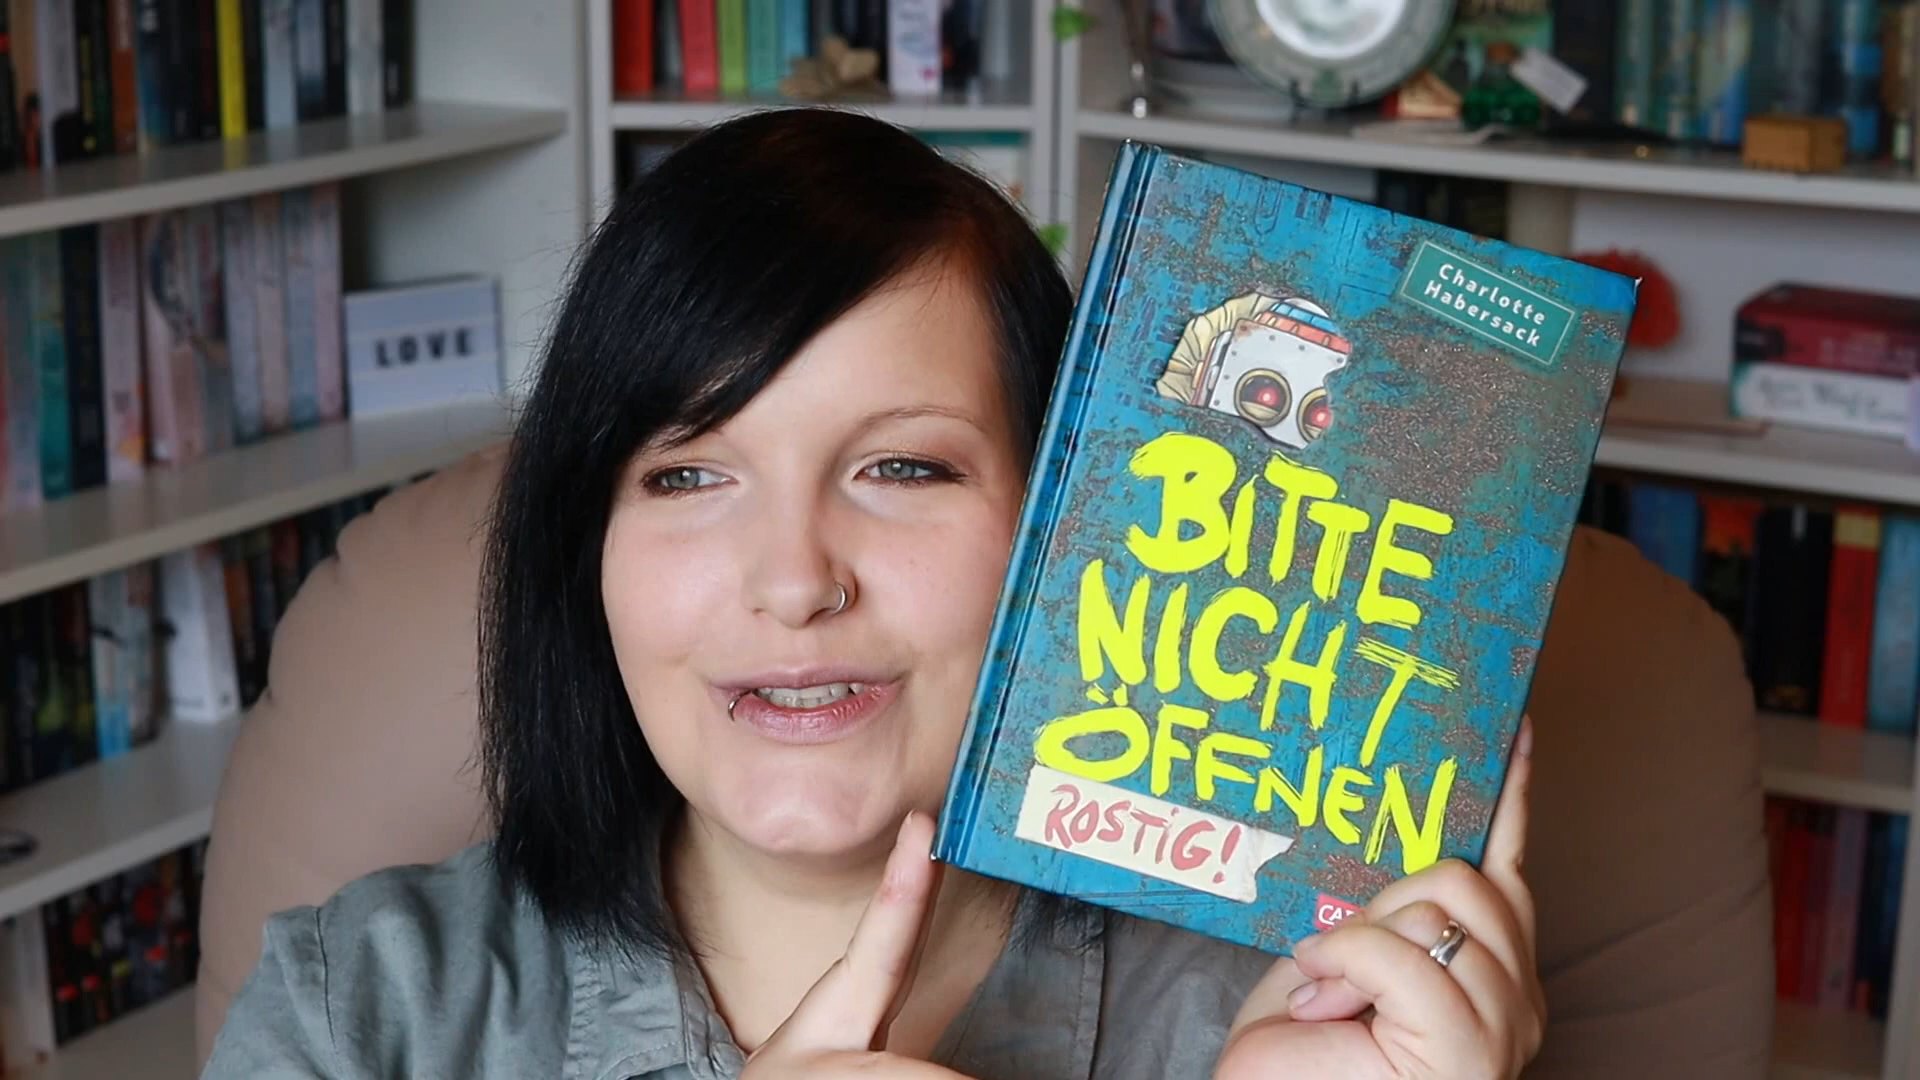 LOVE
Charlotte
Habersack
BITTE
NICHT
ÖFFNEN
ROSTIG!